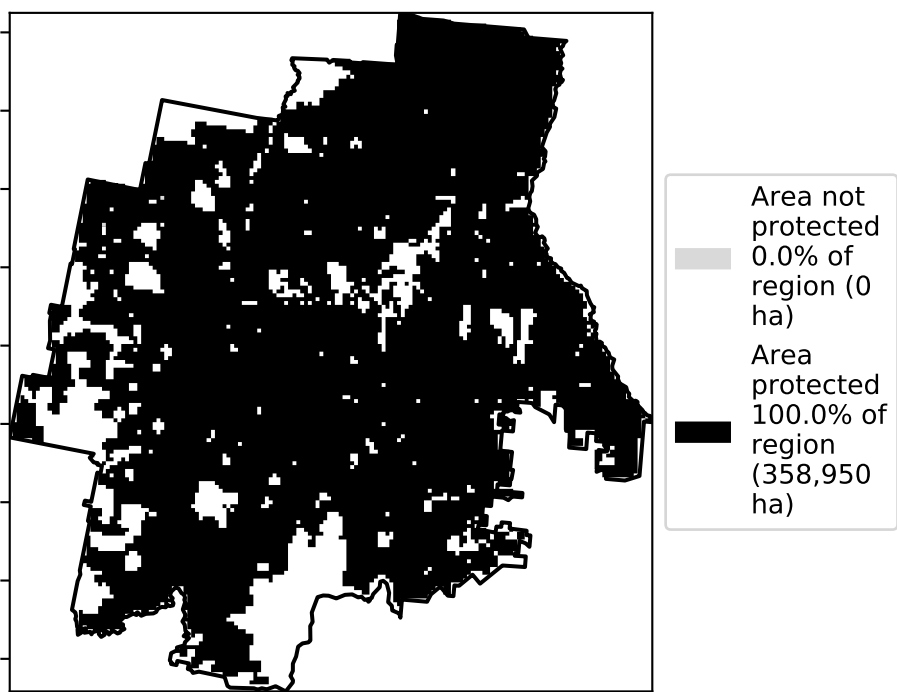 Area not
protected
0.0% of
region (0
ha)
Area
protected
100.0% of
region
(358,950
ha)